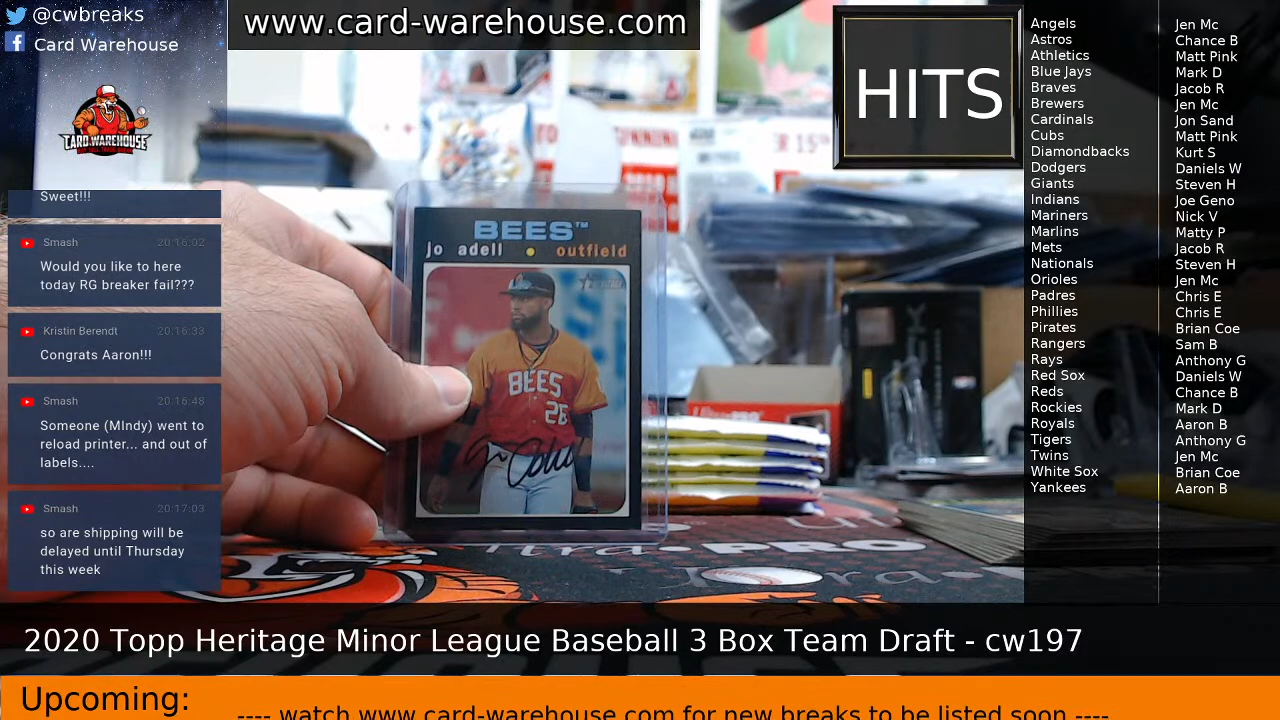 @cwbreaks
Card Warehouse
www.card-warehouse.com
CARD WAREHOUSE
HITS
Sweet!!!
Smash 20:16:02
Would you like to here
today RG breaker fail???
Kristin Berendt 20:16:33
Congrats Aaron!!!
Smash 20:16:48
Someone (MIndy) went to
reload printer... and out of
labels....
Smash 20:17:03
so are shipping will be
delayed until Thursday
this week
BEES™
jo adell outfield
BEES
26
Angels Jen Mc
Astros Chance B
Athletics Matt Pink
Blue Jays Mark D
Braves Jacob R
Brewers Jen Mc
Cardinals Jon Sand
Cubs Matt Pink
Diamondbacks Kurt S
Dodgers Daniels W
Giants Steven H
Indians Joe Geno
Mariners Nick V
Marlins Matty P
Mets Jacob R
Nationals Steven H
Orioles Jen Mc
Padres Chris E
Phillies Chris E
Pirates Brian Coe
Rangers Sam B
Rays Anthony G
Red Sox Daniels W
Reds Chance B
Rockies Mark D
Royals Aaron B
Tigers Anthony G
Twins Jen Mc
White Sox Brian Coe
Yankees Aaron B
2020 Topp Heritage Minor League Baseball 3 Box Team Draft - cw197
Upcoming:
---- watch www.card-warehouse.com for new breaks to be listed soon ----